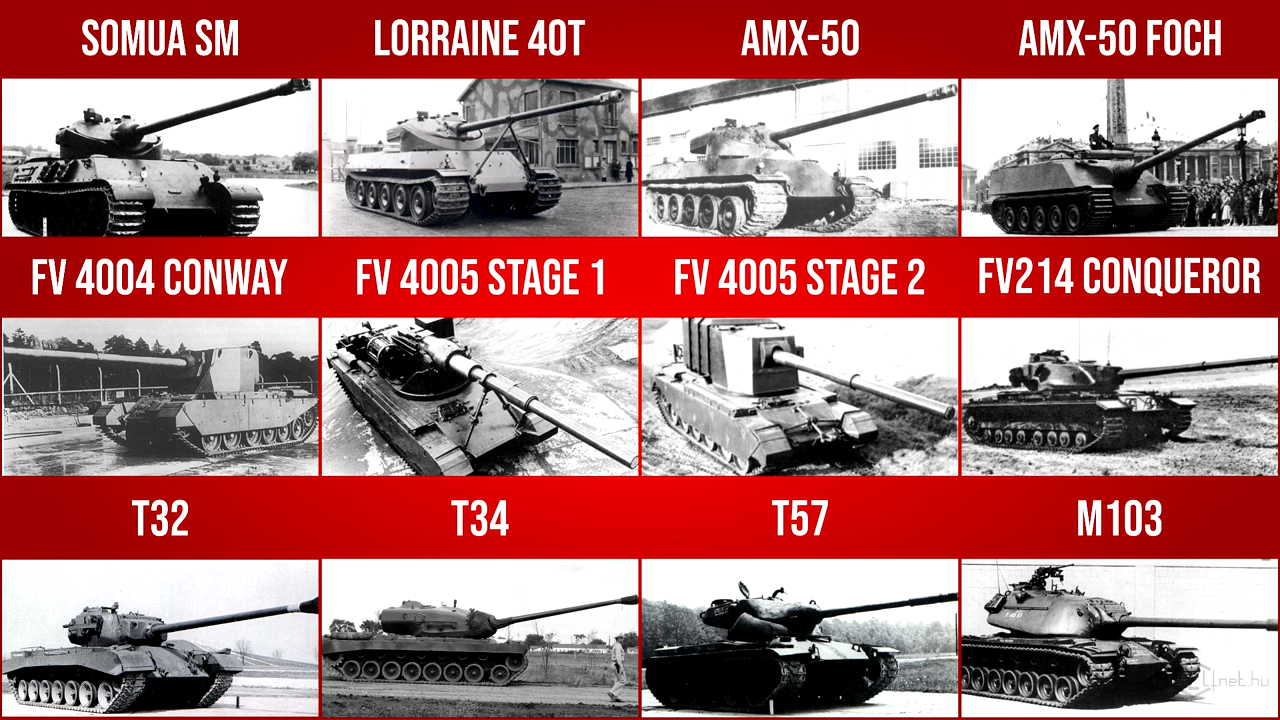 SOMUA SM
LORRAINE 40T
AMX-50
AMX-50 FOCH
FV 4004 CONWAY
FV 4005 STAGE 1
FV 4005 STAGE 2
FV214 CONQUEROR
T32
T34
T57
M103